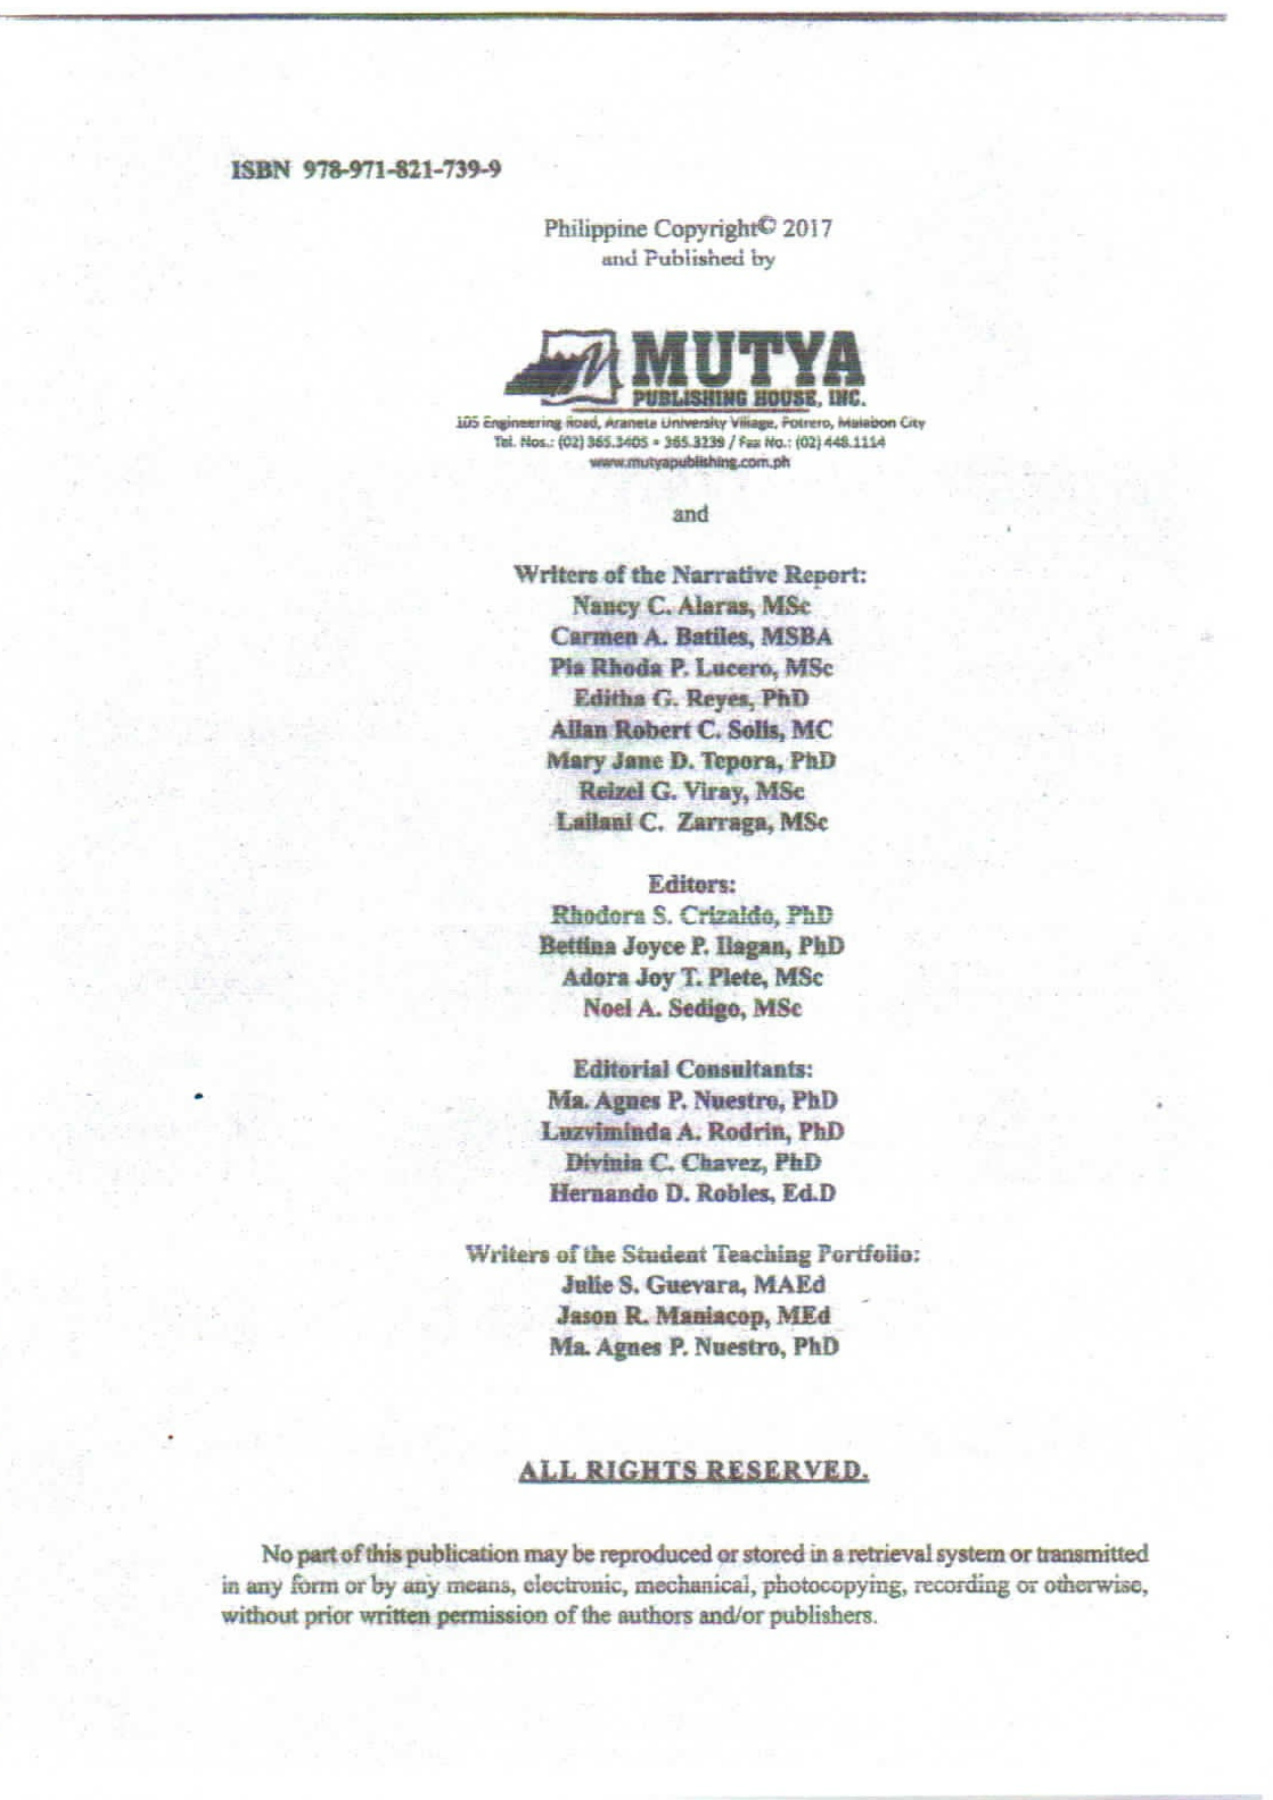 ISBN 978-971-821-739-9
Philippine Copyright© 2017
and Published by
MUTYA
PUBLISHING HOUSE, INC.
105 Engineering Road, Araneta University Village, Potrero, Malabon City
Tel. Nos.: (02) 365.3405 • 365.3239 / Fax No.: (02) 448.1114
www.mutyapublishing.com.ph
and
Writers of the Narrative Report:
Nancy C. Alaras, MSc
Carmen A. Batiles, MSBA
Pia Rhoda P. Lucero, MSc
Editha G. Reyes, PhD
Allan Robert C. Solis, MC
Mary Jane D. Tepora, PhD
Reizel G. Viray, MSc
Lailani C. Zarraga, MSc
Editors:
Rhodora S. Crizaldo, PhD
Bettina Joyce P. Ilagan, PhD
Adora Joy T. Plete, MSc
Noel A. Sedigo, MSc
Editorial Consultants:
Ma. Agnes P. Nuestro, PhD
Luzviminda A. Rodrin, PhD
Divinia C. Chavez, PhD
Hernando D. Robles, Ed.D
Writers of the Student Teaching Portfolio:
Julie S. Guevara, MAEd
Jason R. Maniacop, MEd
Ma. Agnes P. Nuestro, PhD
ALL RIGHTS RESERVED.
No part of this publication may be reproduced or stored in a retrieval system or transmitted
in any form or by any means, electronic, mechanical, photocopying, recording or otherwise,
without prior written permission of the authors and/or publishers.